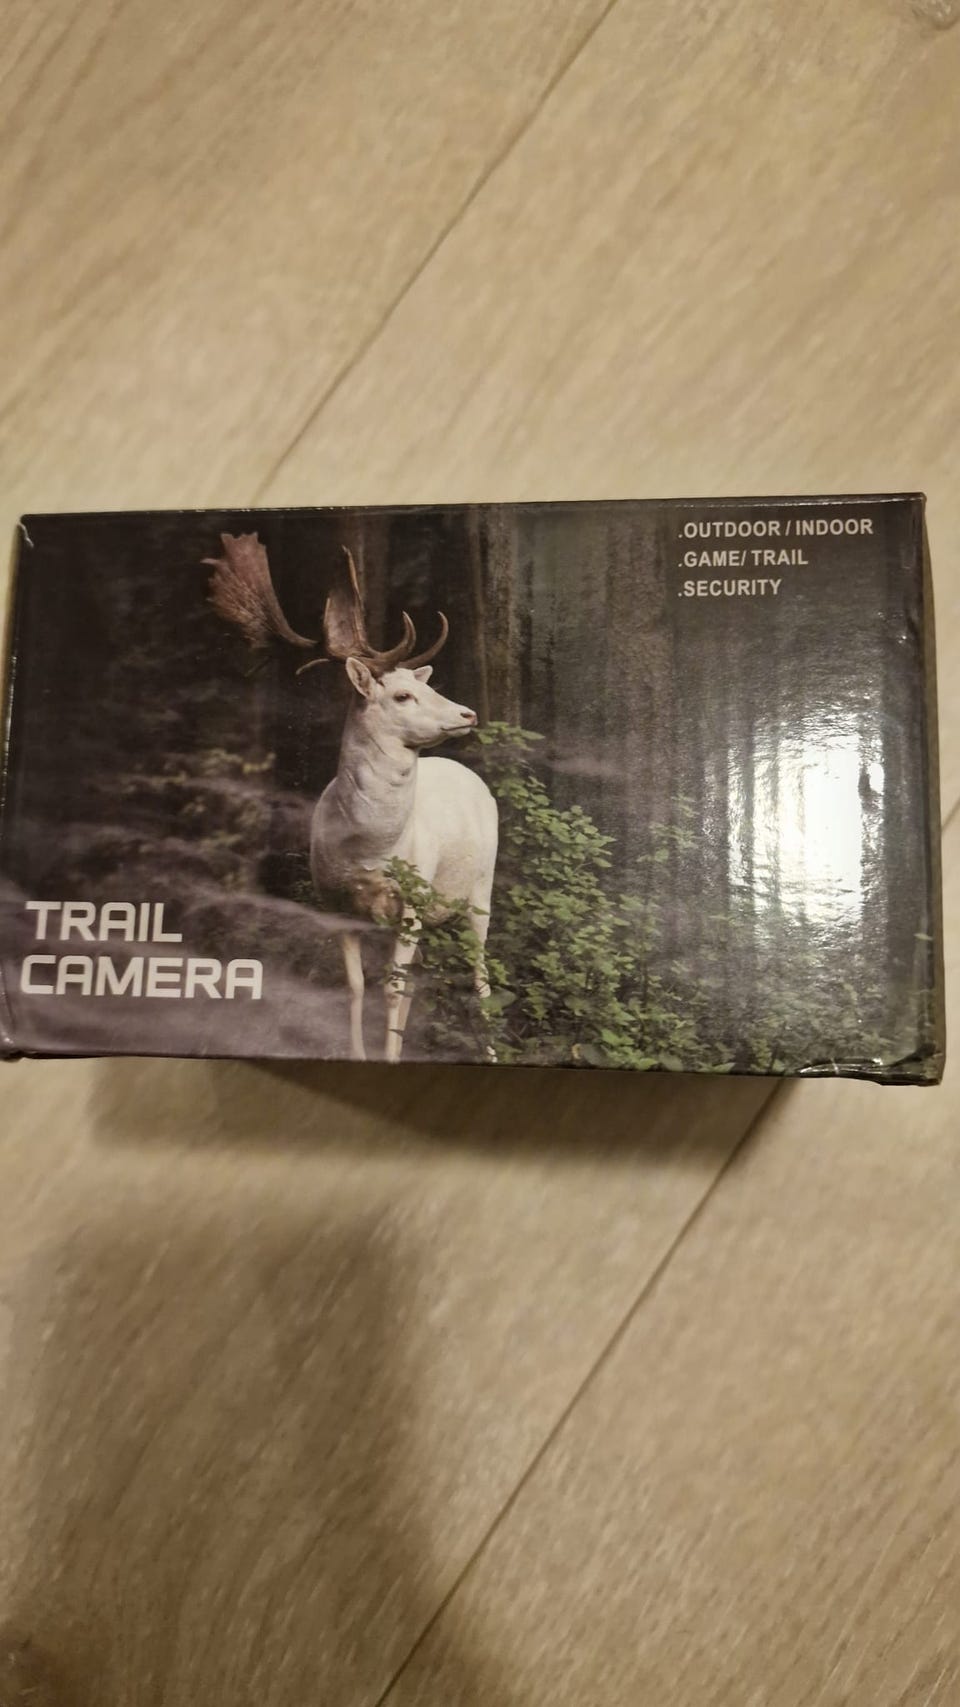 .OUTDOOR / INDOOR
.GAME/ TRAIL
.SECURITY
TRAIL
CAMERA